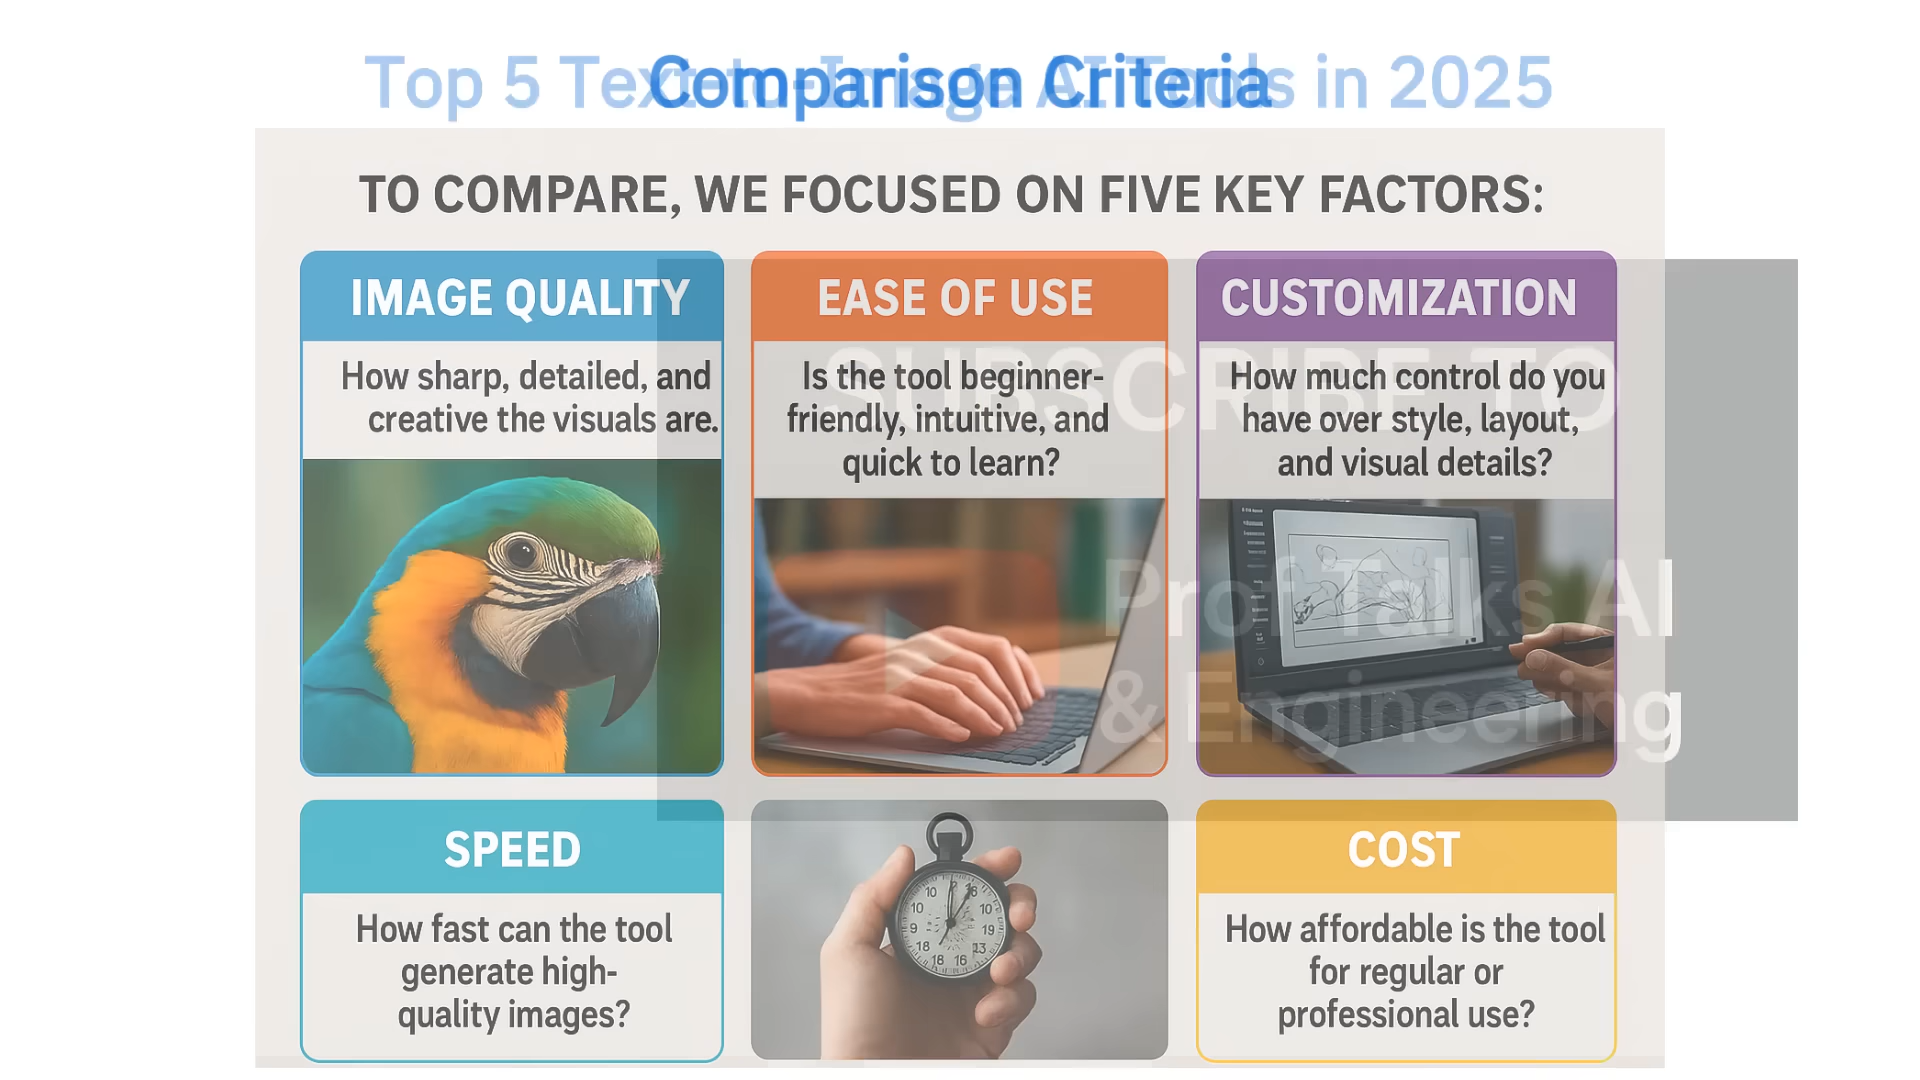 Top 5 Text-to-Image AI Tools in 2025
Comparison Criteria
TO COMPARE, WE FOCUSED ON FIVE KEY FACTORS:
IMAGE QUALITY
How sharp, detailed, and
creative the visuals are.
EASE OF USE
Is the tool beginner-
friendly, intuitive, and
quick to learn?
CUSTOMIZATION
How much control do you
have over style, layout,
and visual details?
SUBSCRIBE TO
Prof Talks AI
& Engineering
SPEED
How fast can the tool
generate high-
quality images?
COST
How affordable is the tool
for regular or
professional use?